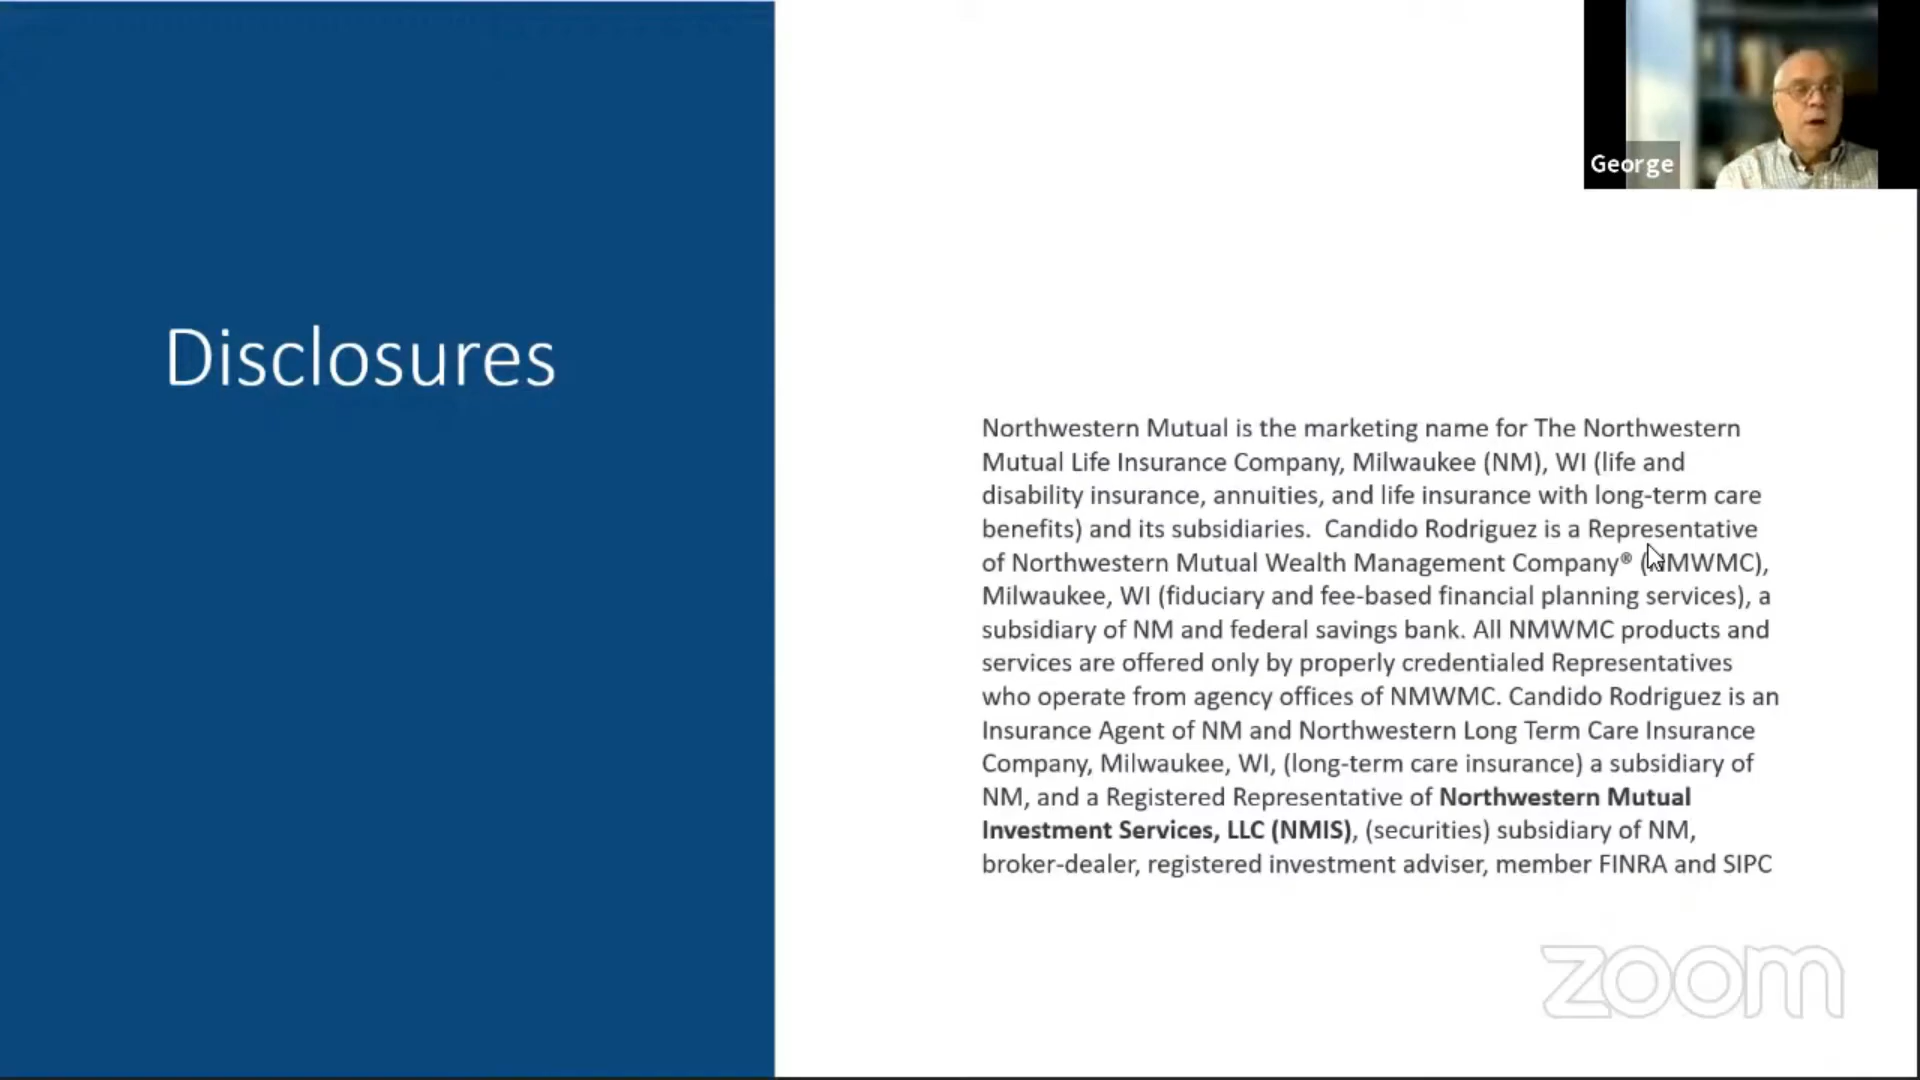 George
Disclosures
Northwestern Mutual is the marketing name for The Northwestern
Mutual Life Insurance Company, Milwaukee (NM), WI (life and
disability insurance, annuities, and life insurance with long-term care
benefits) and its subsidiaries.  Candido Rodriguez is a Representative
of Northwestern Mutual Wealth Management Company® (NMWMC),
Milwaukee, WI (fiduciary and fee-based financial planning services), a
subsidiary of NM and federal savings bank. All NMWMC products and
services are offered only by properly credentialed Representatives
who operate from agency offices of NMWMC. Candido Rodriguez is an
Insurance Agent of NM and Northwestern Long Term Care Insurance
Company, Milwaukee, WI, (long-term care insurance) a subsidiary of
NM, and a Registered Representative of Northwestern Mutual
Investment Services, LLC (NMIS), (securities) subsidiary of NM,
broker-dealer, registered investment adviser, member FINRA and SIPC
zoom